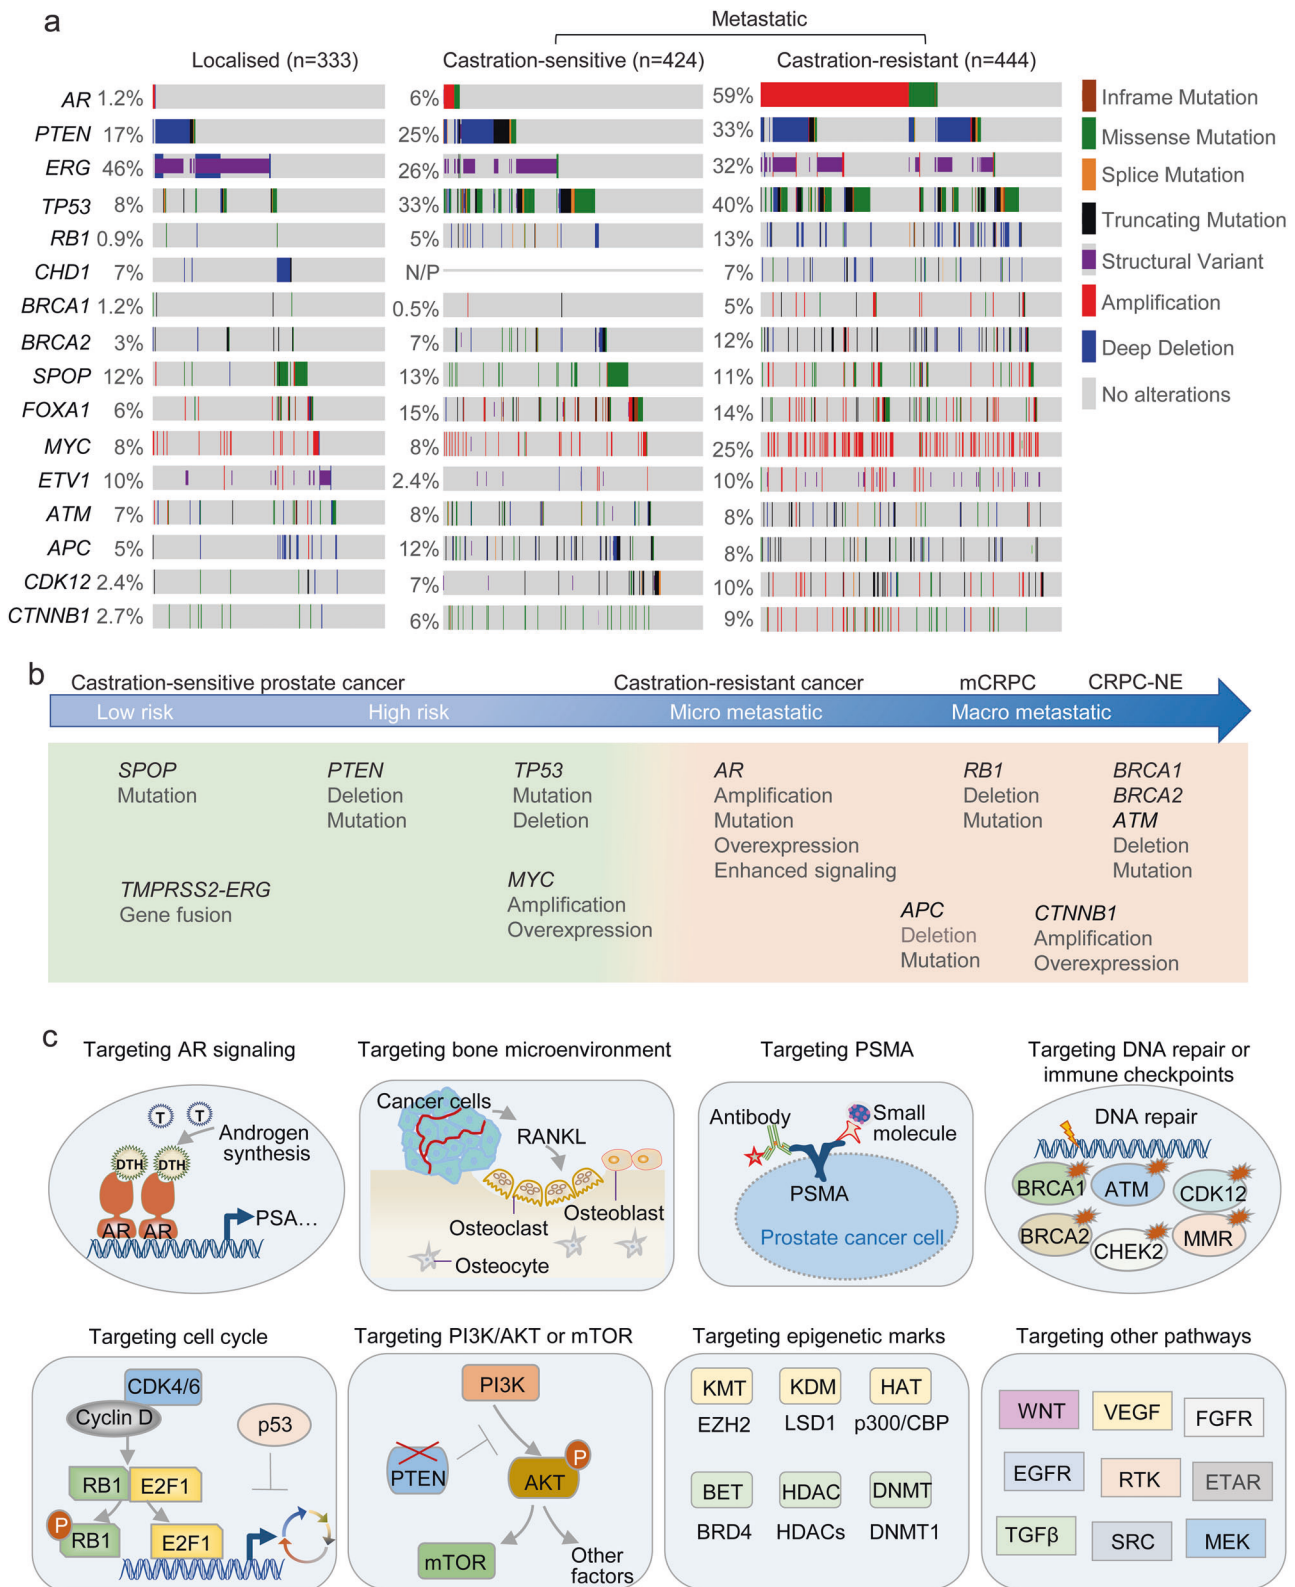 a
Metastatic
Localised (n=333)
Castration-sensitive (n=424)
Castration-resistant (n=444)
AR 1.2% 6% 59%
PTEN 17% 25% 33%
ERG 46% 26% 32%
TP53 8% 33% 40%
RB1 0.9% 5% 13%
CHD1 7% N/P 7%
BRCA1 1.2% 0.5% 5%
BRCA2 3% 7% 12%
SPOP 12% 13% 11%
FOXA1 6% 15% 14%
MYC 8% 8% 25%
ETV1 10% 2.4% 10%
ATM 7% 8% 8%
APC 5% 12% 8%
CDK12 2.4% 7% 10%
CTNNB1 2.7% 6% 9%
Inframe Mutation
Missense Mutation
Splice Mutation
Truncating Mutation
Structural Variant
Amplification
Deep Deletion
No alterations
b
Castration-sensitive prostate cancer
Castration-resistant cancer
mCRPC
CRPC-NE
Low risk
High risk
Micro metastatic
Macro metastatic
SPOP
Mutation
TMPRSS2-ERG
Gene fusion
PTEN
Deletion
Mutation
TP53
Mutation
Deletion
MYC
Amplification
Overexpression
AR
Amplification
Mutation
Overexpression
Enhanced signaling
RB1
Deletion
Mutation
BRCA1
BRCA2
ATM
Deletion
Mutation
APC
Deletion
Mutation
CTNNB1
Amplification
Overexpression
c
Targeting AR signaling
T
T
Androgen
synthesis
DTH
DTH
AR
AR
PSA...
Targeting bone microenvironment
Cancer cells
RANKL
Osteoclast
Osteoblast
Osteocyte
Targeting PSMA
Antibody
Small
molecule
PSMA
Prostate cancer cell
Targeting DNA repair or
immune checkpoints
DNA repair
BRCA1
ATM
CDK12
BRCA2
CHEK2
MMR
Targeting cell cycle
CDK4/6
Cyclin D
p53
RB1
E2F1
P
RB1
E2F1
Targeting PI3K/AKT or mTOR
PI3K
PTEN
P
AKT
mTOR
Other
factors
Targeting epigenetic marks
KMT
KDM
HAT
EZH2
LSD1
p300/CBP
BET
HDAC
DNMT
BRD4
HDACs
DNMT1
Targeting other pathways
WNT
VEGF
FGFR
EGFR
RTK
ETAR
TGFβ
SRC
MEK